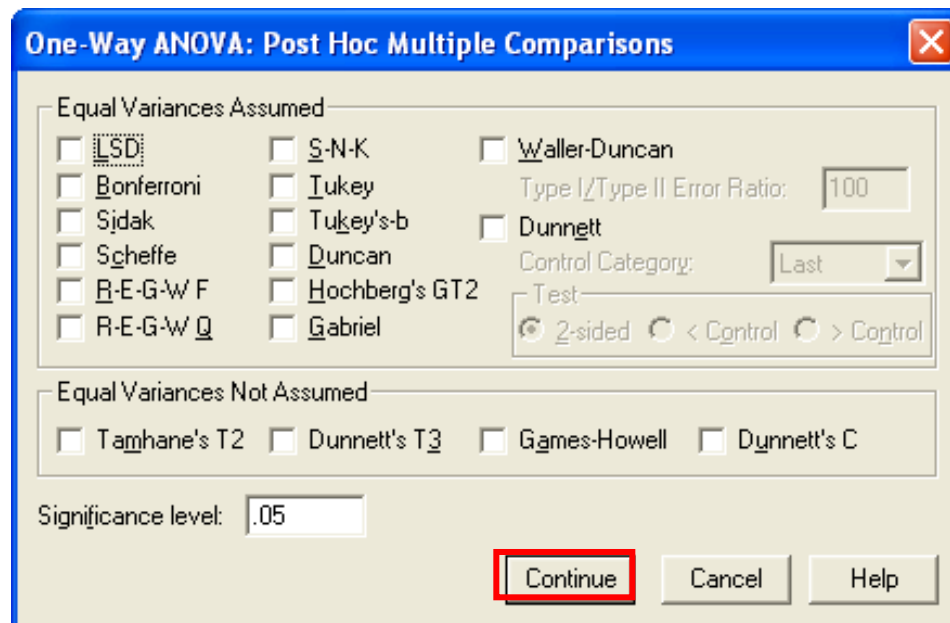 One-Way ANOVA: Post Hoc Multiple Comparisons
Equal Variances Assumed
LSD
S-N-K
Waller-Duncan
Bonferroni
Tukey
Type I/Type II Error Ratio: 100
Sidak
Tukey's-b
Dunnett
Scheffe
Duncan
Control Category: Last
R-E-G-W F
Hochberg's GT2
Test
R-E-G-W Q
Gabriel
2-sided < Control > Control
Equal Variances Not Assumed
Tamhane's T2 Dunnett's T3 Games-Howell Dunnett's C
Significance level: .05
Continue Cancel Help